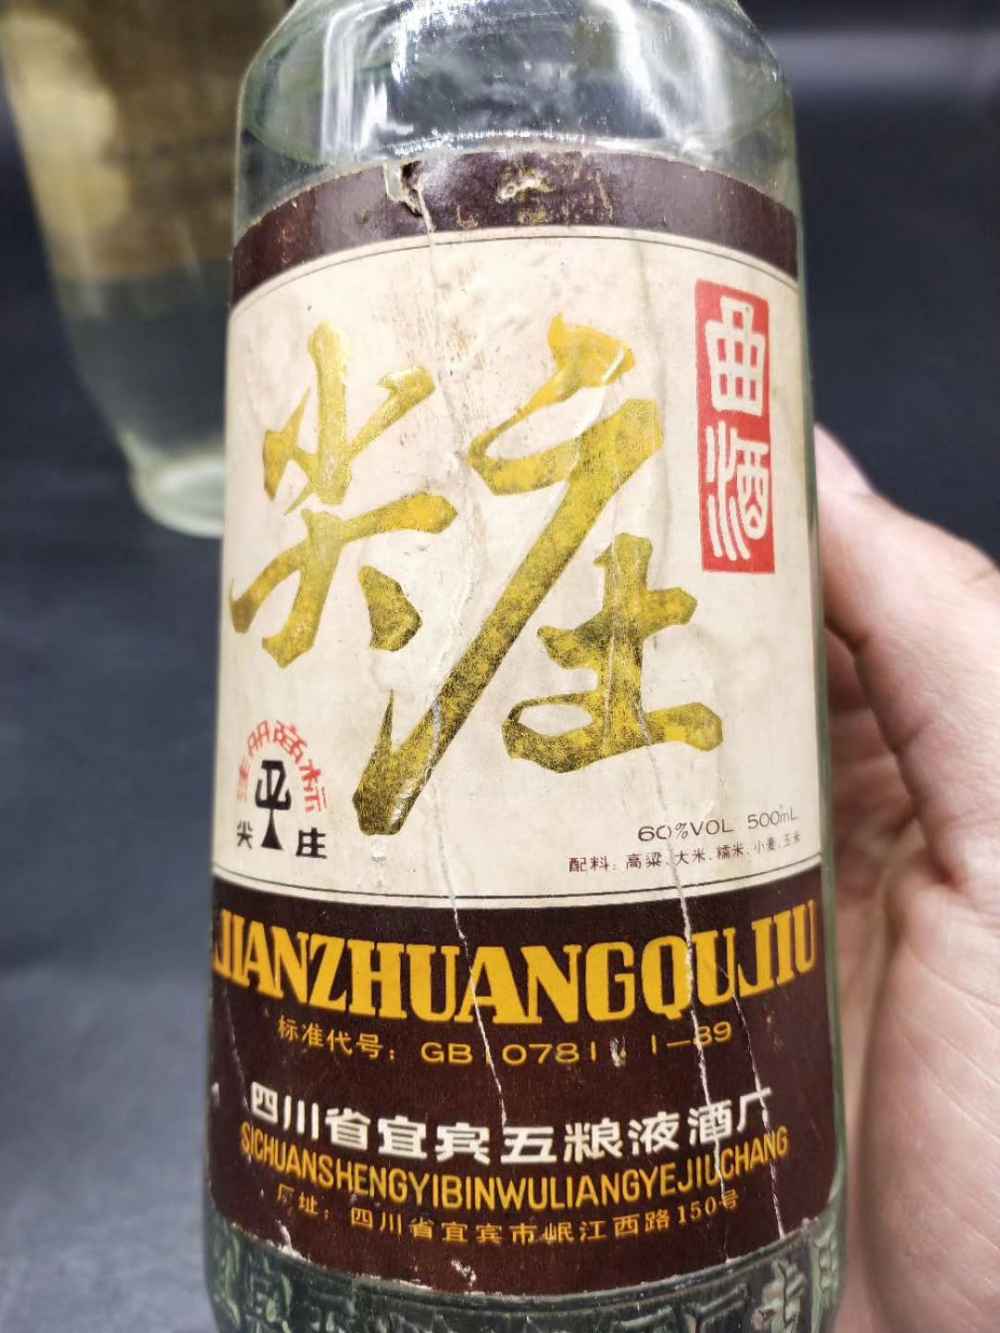 曲酒
尖庄
注册商标
尖庄
60%VOL 500mL
配料：高粱、大米、糯米、小麦、玉米
JIANZHUANGQUJIU
标准代号：GB 10781.1—89
四川省宜宾五粮液酒厂
SICHUANSHENGYIBINWULIANGYEJIUCHANG
厂址：四川省宜宾市岷江西路150号